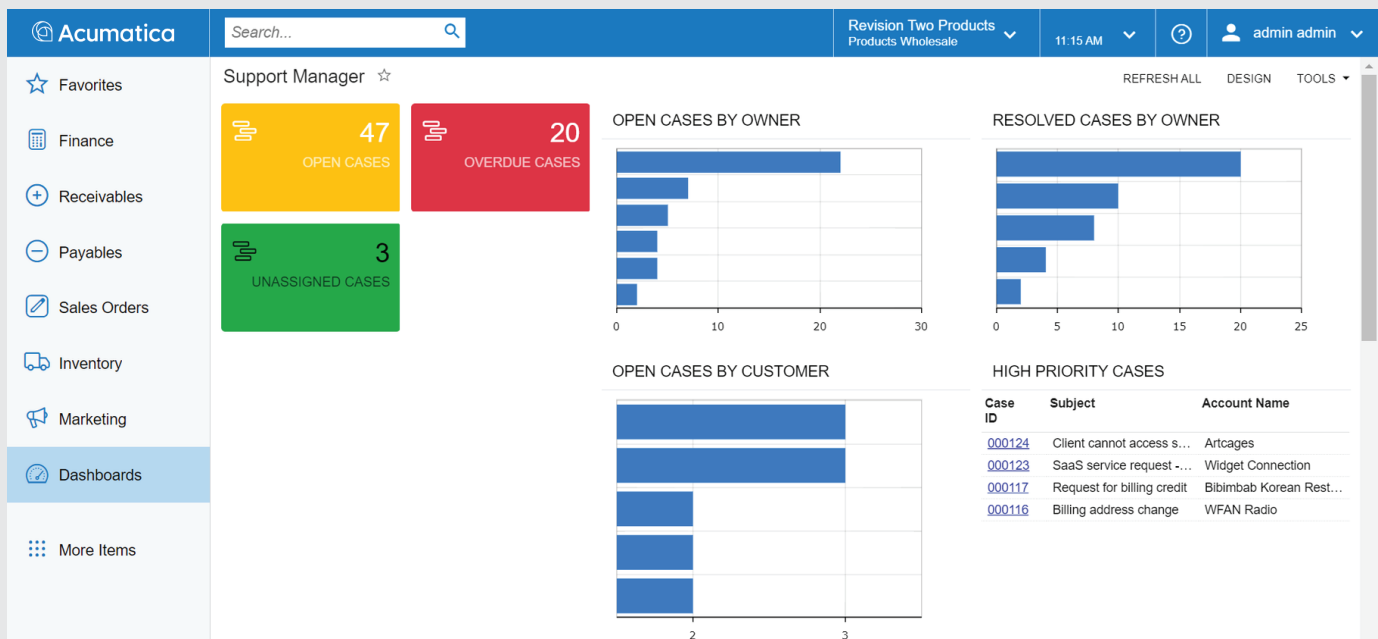 Acumatica
Search...
Revision Two Products
Products Wholesale
11:15 AM
?
admin admin
Favorites
Finance
Receivables
Payables
Sales Orders
Inventory
Marketing
Dashboards
More Items
Support Manager
REFRESH ALL DESIGN TOOLS
47
OPEN CASES
20
OVERDUE CASES
3
UNASSIGNED CASES
OPEN CASES BY OWNER
0 10 20 30
RESOLVED CASES BY OWNER
0 5 10 15 20 25
OPEN CASES BY CUSTOMER
2 3
HIGH PRIORITY CASES
Case ID Subject Account Name
000124 Client cannot access s... Artcages
000123 SaaS service request -... Widget Connection
000117 Request for billing credit Bibimbab Korean Rest...
000116 Billing address change WFAN Radio